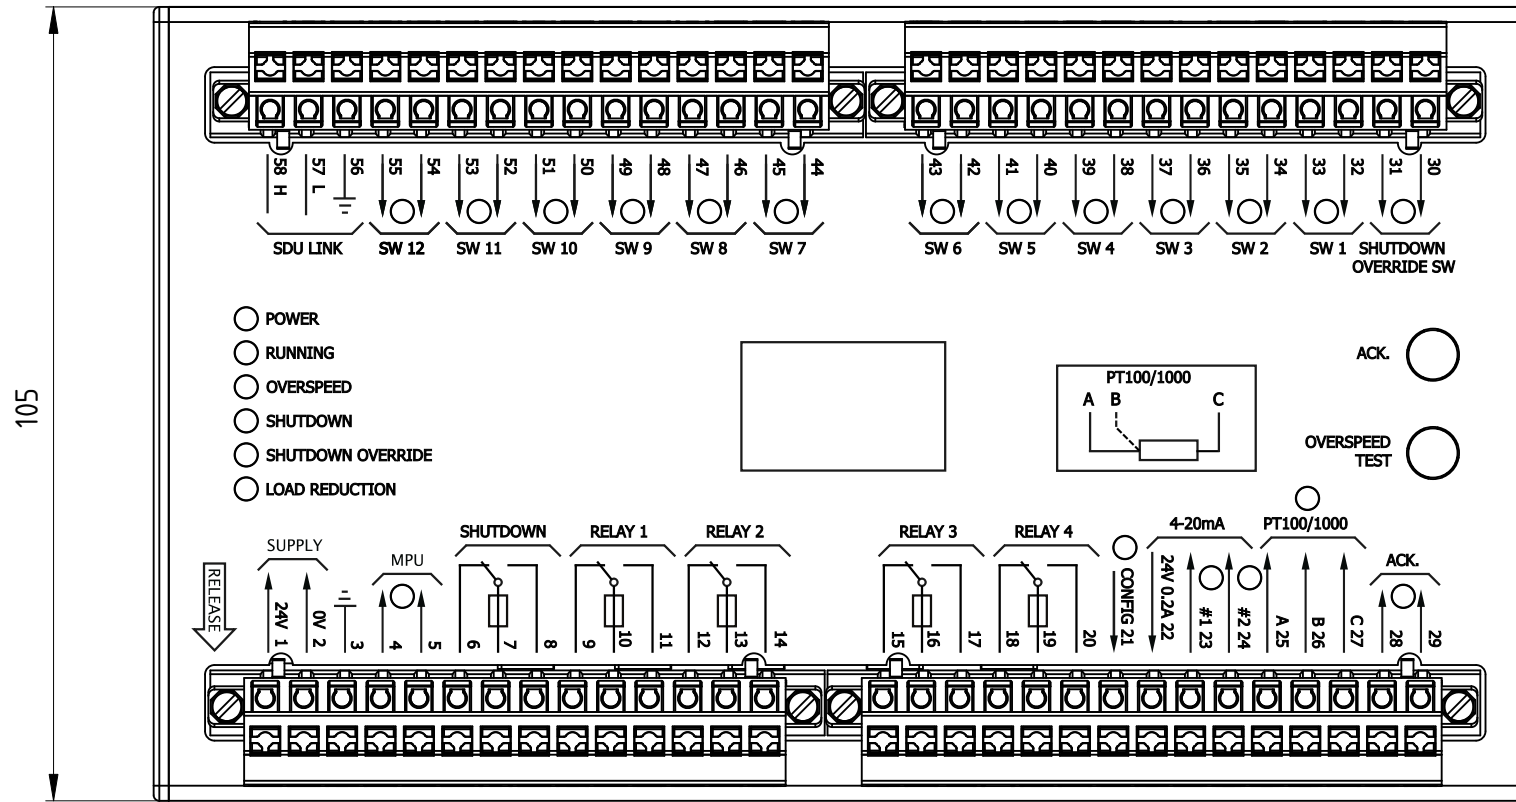 58 H 57 L 56 55 54 53 52 51 50 49 48 47 46 45 44 43 42 41 40 39 38 37 36 35 34 33 32 31 30
SDU LINK SW 12 SW 11 SW 10 SW 9 SW 8 SW 7 SW 6 SW 5 SW 4 SW 3 SW 2 SW 1 SHUTDOWN
OVERRIDE SW
105
POWER
RUNNING
OVERSPEED
SHUTDOWN
SHUTDOWN OVERRIDE
LOAD REDUCTION
PT100/1000
A B C
ACK.
OVERSPEED
TEST
SUPPLY MPU SHUTDOWN RELAY 1 RELAY 2 RELAY 3 RELAY 4 4-20mA PT100/1000 ACK.
RELEASE
24V 1 0V 2 3 4 5 6 7 8 9 10 11 12 13 14 15 16 17 18 19 20 CONFIG 21 24V 0.2A 22 #1 23 #2 24 A 25 B 26 C 27 28 29